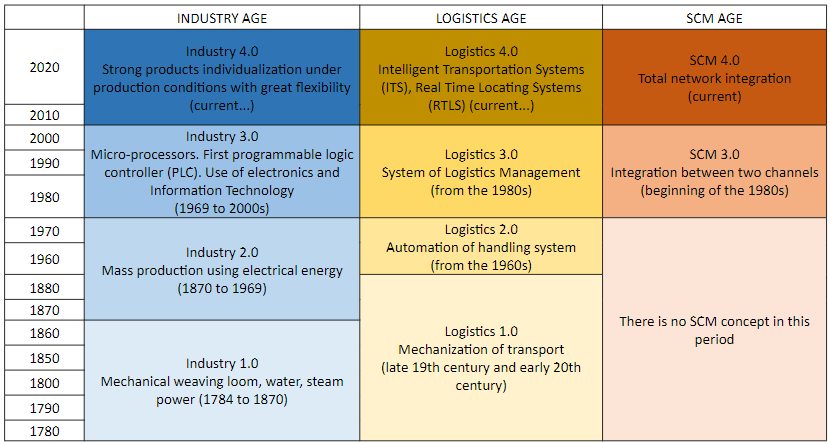 INDUSTRY AGE
LOGISTICS AGE
SCM AGE
2020
2010
2000
1990
1980
1970
1960
1880
1870
1860
1850
1800
1790
1780
Industry 4.0
Strong products individualization under
production conditions with great flexibility
(current...)
Industry 3.0
Micro-processors. First programmable logic
controller (PLC). Use of electronics and
Information Technology
(1969 to 2000s)
Industry 2.0
Mass production using electrical energy
(1870 to 1969)
Industry 1.0
Mechanical weaving loom, water, steam
power (1784 to 1870)
Logistics 4.0
Intelligent Transportation Systems
(ITS), Real Time Locating Systems
(RTLS) (current...)
Logistics 3.0
System of Logistics Management
(from the 1980s)
Logistics 2.0
Automation of handling system
(from the 1960s)
Logistics 1.0
Mechanization of transport
(late 19th century and early 20th
century)
SCM 4.0
Total network integration
(current)
SCM 3.0
Integration between two channels
(beginning of the 1980s)
There is no SCM concept in this
period